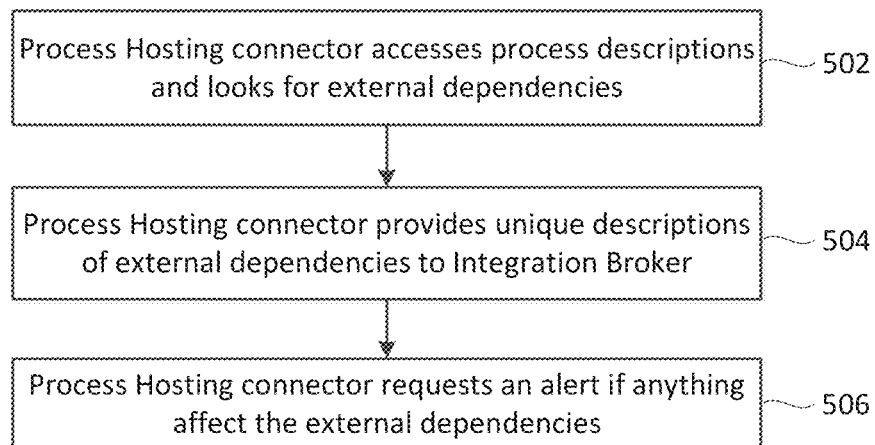 Process Hosting connector accesses process descriptions
and looks for external dependencies
502
Process Hosting connector provides unique descriptions
of external dependencies to Integration Broker
504
Process Hosting connector requests an alert if anything
affect the external dependencies
506